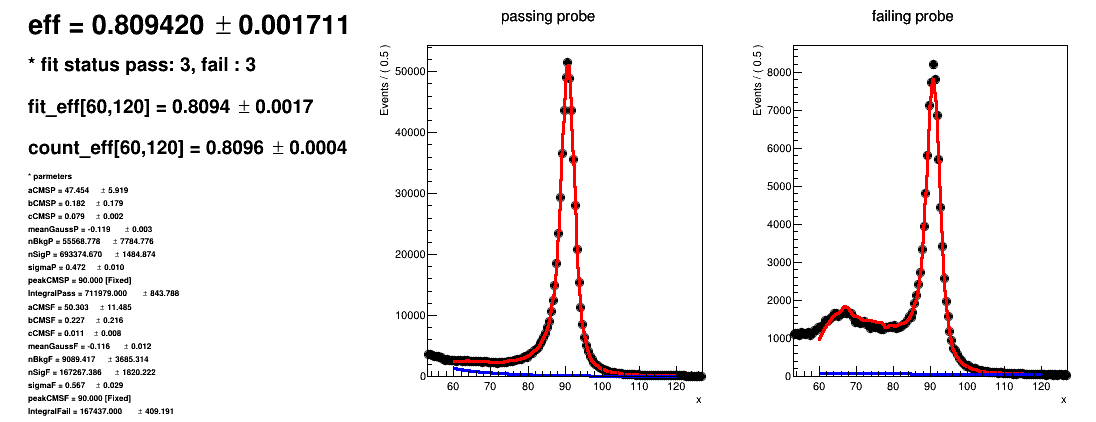 eff = 0.809420 ± 0.001711
* fit status pass: 3, fail : 3
fit_eff[60,120] = 0.8094 ± 0.0017
count_eff[60,120] = 0.8096 ± 0.0004
* parmeters
aCMSP = 47.454 ± 5.919
bCMSP = 0.182 ± 0.179
cCMSP = 0.079 ± 0.002
meanGaussP = -0.119 ± 0.003
nBkgP = 55568.778 ± 7784.776
nSigP = 693374.670 ± 1484.874
sigmaP = 0.472 ± 0.010
peakCMSP = 90.000 [Fixed]
IntegralPass = 711979.000 ± 843.788
aCMSF = 50.303 ± 11.485
bCMSF = 0.227 ± 0.216
cCMSF = 0.011 ± 0.008
meanGaussF = -0.116 ± 0.012
nBkgF = 9089.417 ± 3685.314
nSigF = 167267.386 ± 1820.222
sigmaF = 0.567 ± 0.029
peakCMSF = 90.000 [Fixed]
IntegralFail = 167437.000 ± 409.191
passing probe
Events / ( 0.5 )
50000
40000
30000
20000
10000
0
60 70 80 90 100 110 120
x
failing probe
Events / ( 0.5 )
8000
7000
6000
5000
4000
3000
2000
1000
0
60 70 80 90 100 110 120
x